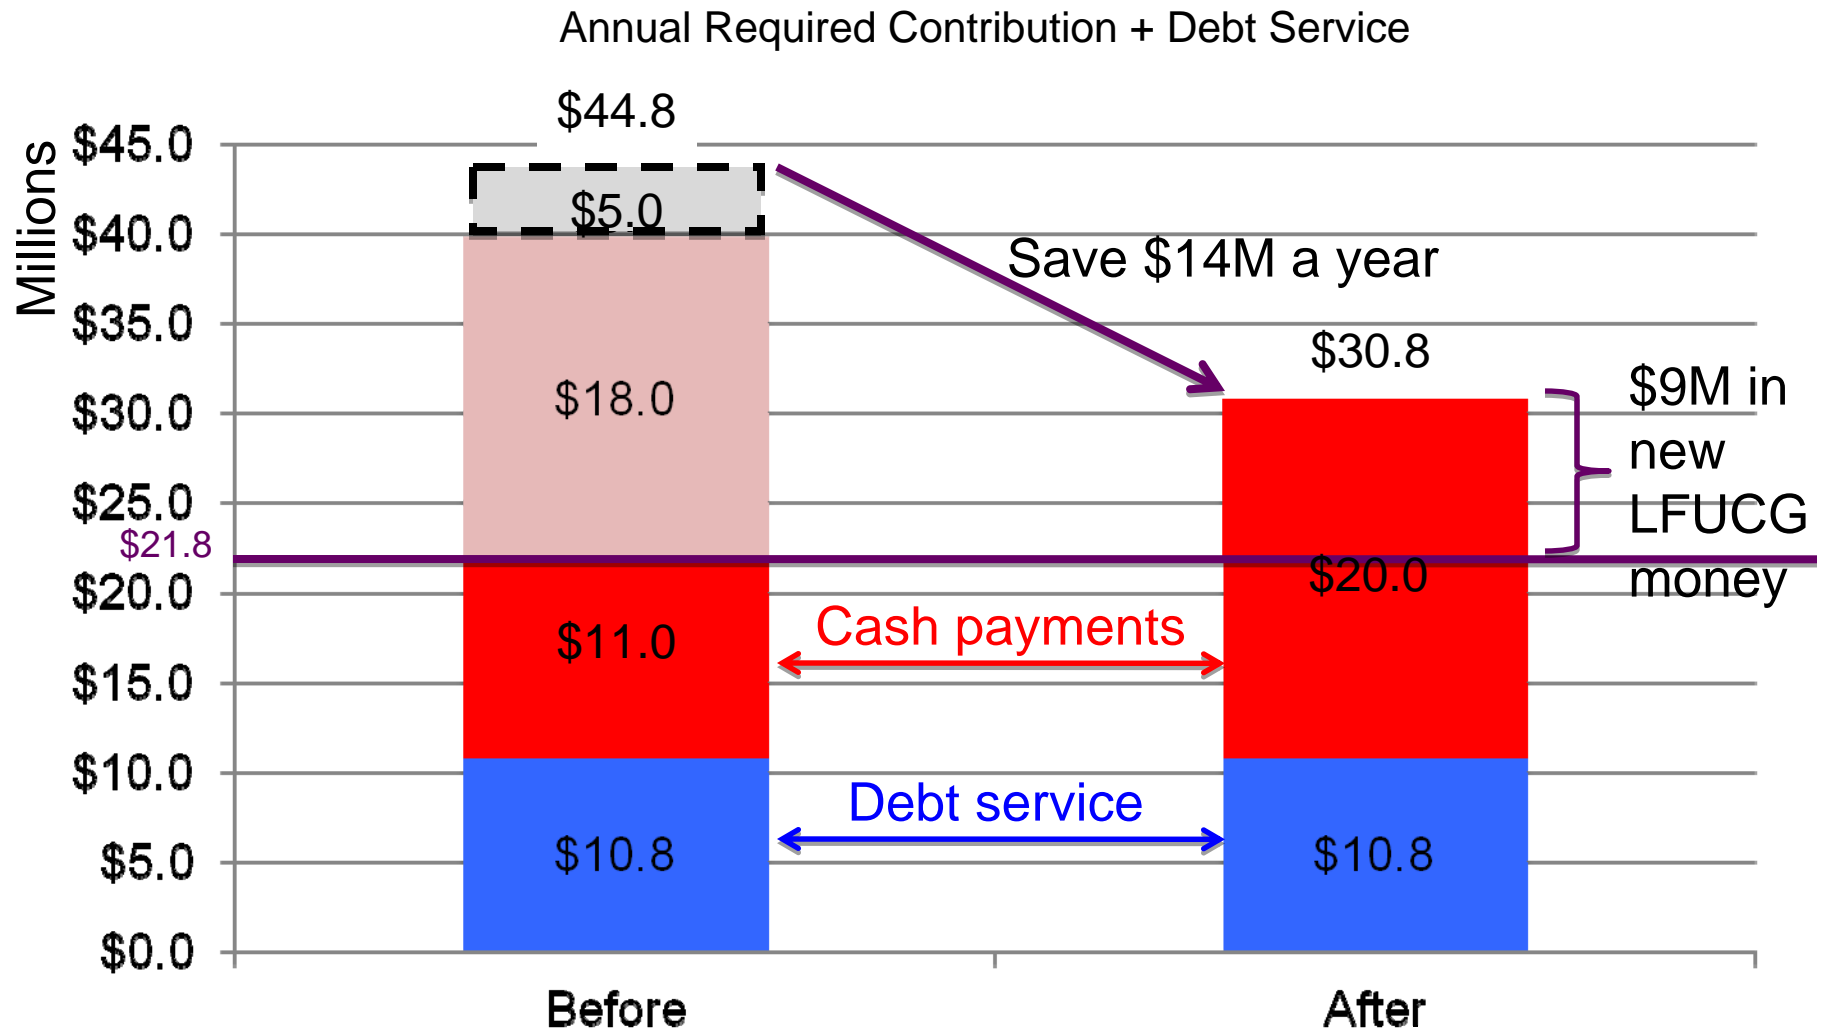 Annual Required Contribution + Debt Service
Millions
$44.8
$45.0
$5.0
$40.0
Save $14M a year
$35.0
$30.8
$18.0
$30.0
$9M in
new
LFUCG
money
$25.0
$21.8
$20.0
$20.0
Cash payments
$11.0
$15.0
$10.0
Debt service
$10.8
$10.8
$5.0
$0.0
Before
After